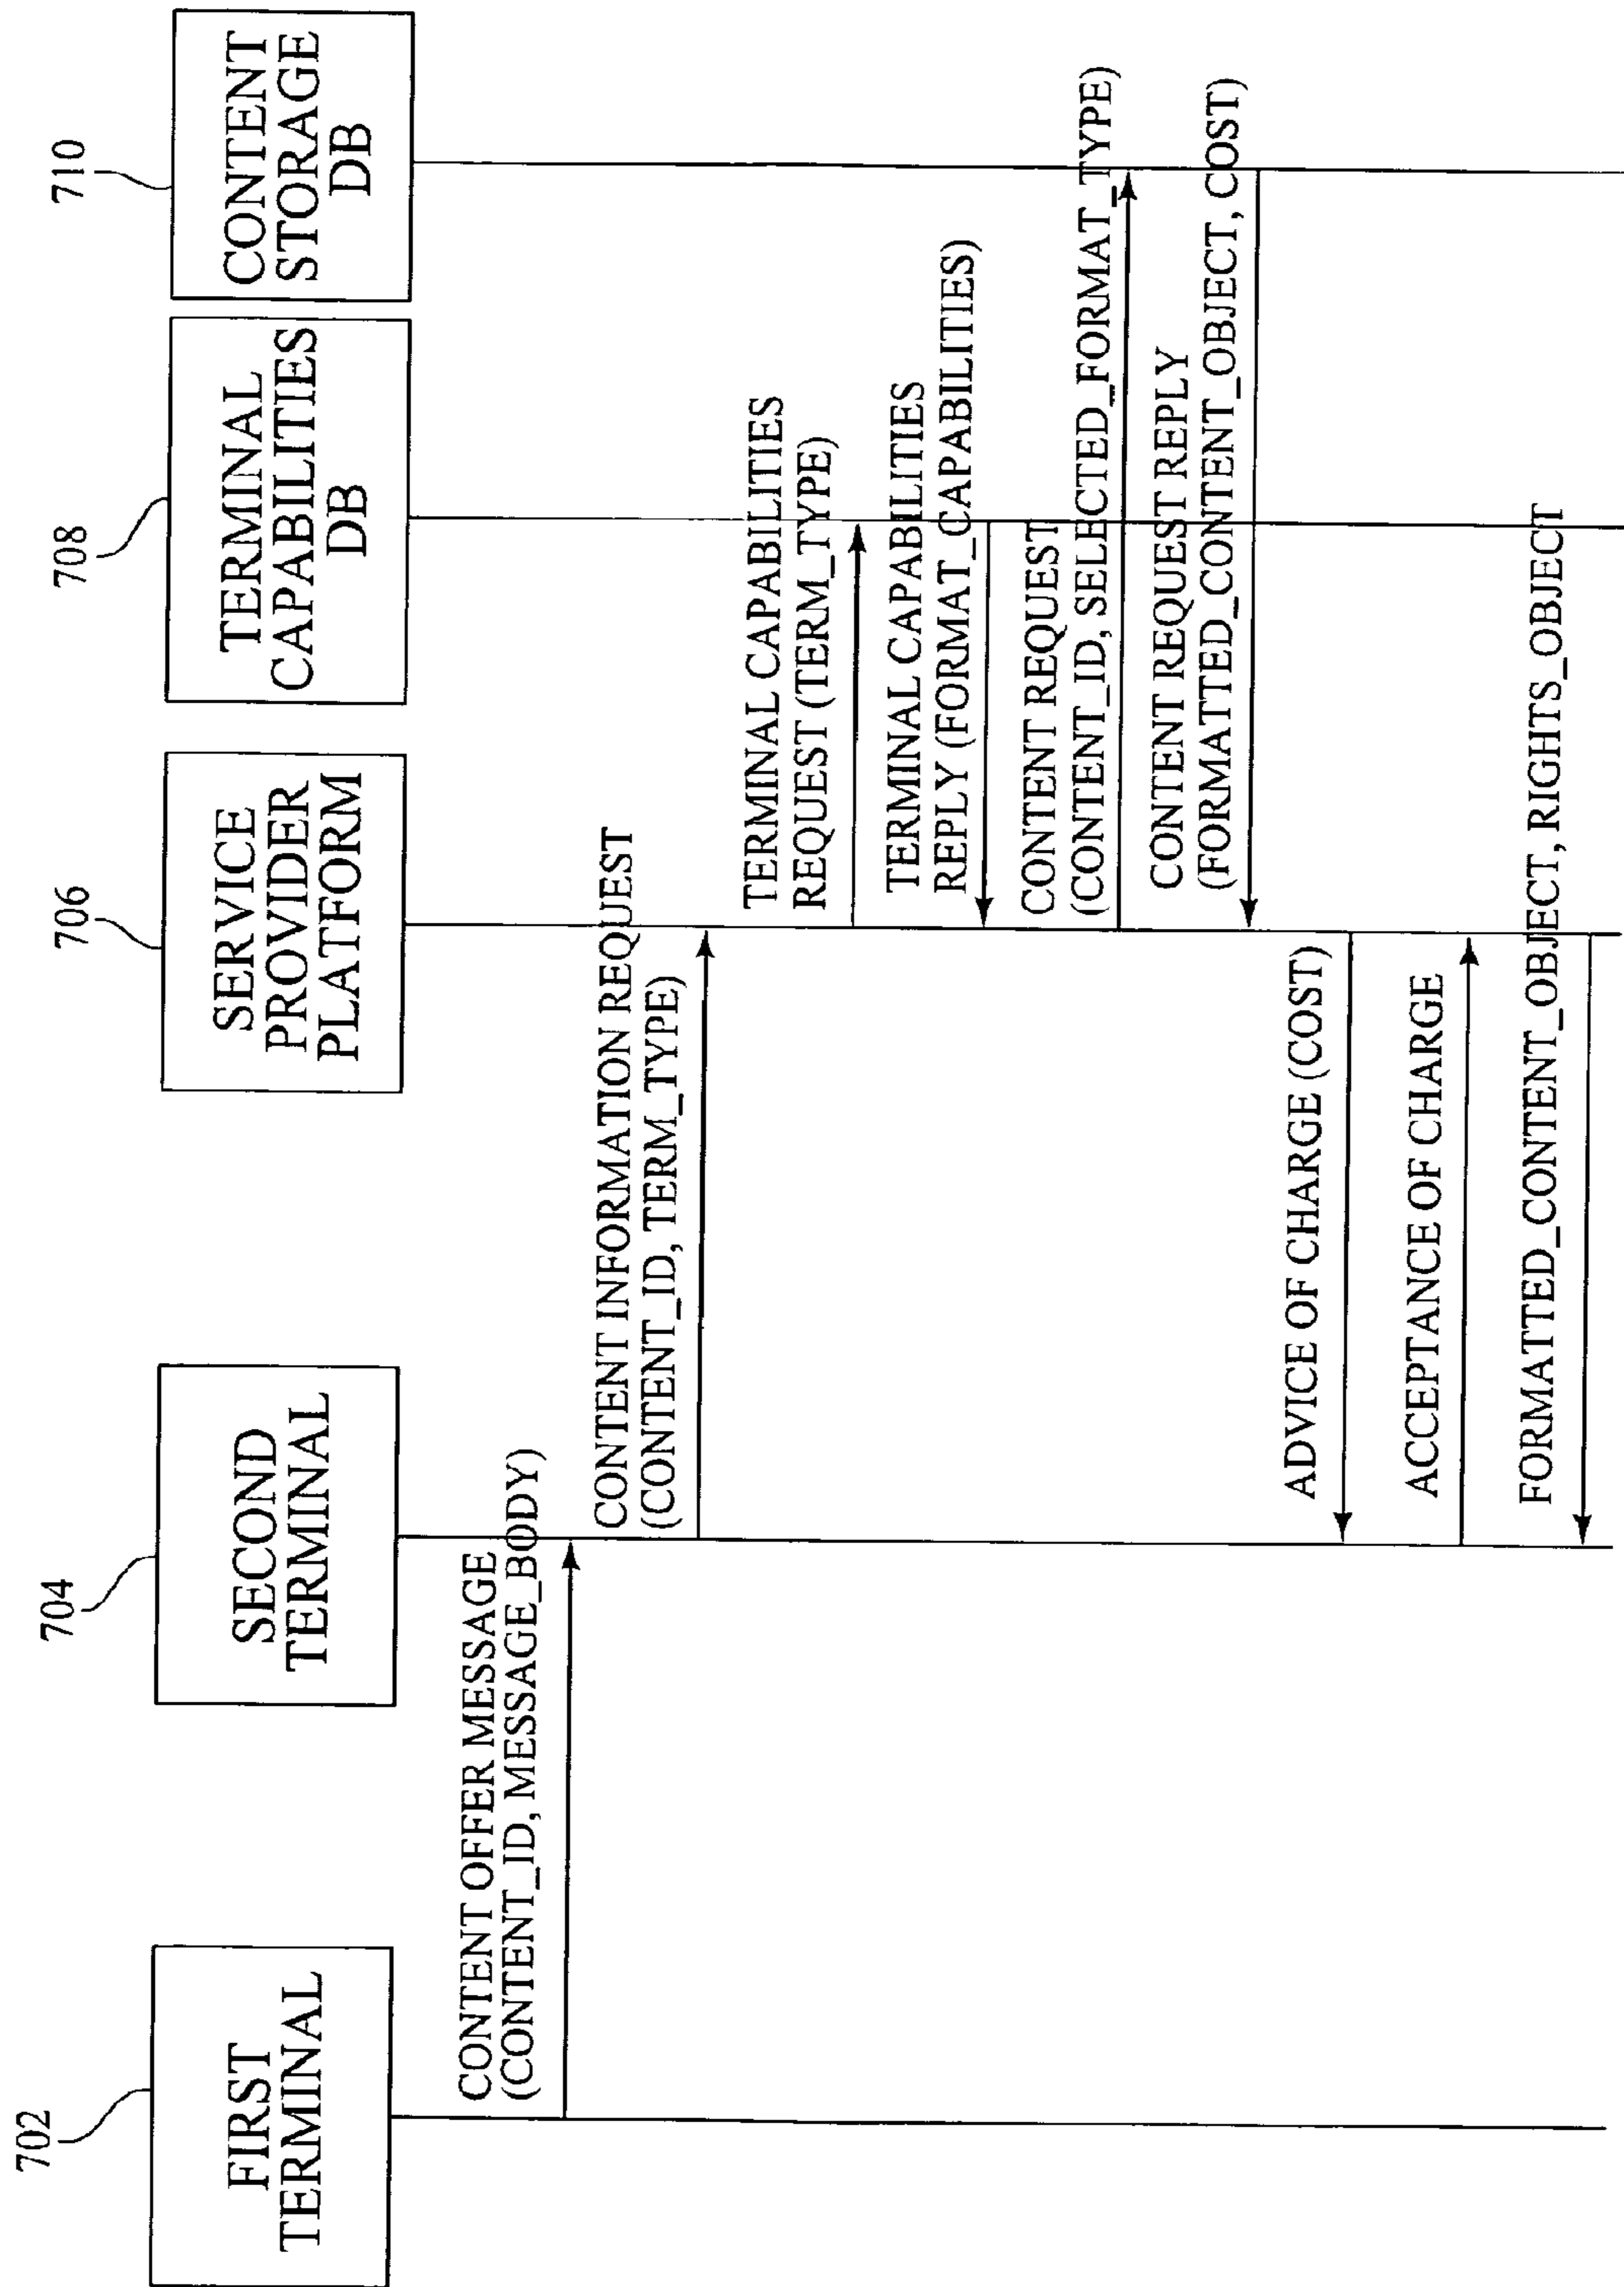 702
FIRST
TERMINAL
704
SECOND
TERMINAL
706
SERVICE
PROVIDER
PLATFORM
708
TERMINAL
CAPABILITIES
DB
710
CONTENT
STORAGE
DB
CONTENT OFFER MESSAGE
(CONTENT_ID, MESSAGE_BODY)
CONTENT INFORMATION REQUEST
(CONTENT_ID, TERM_TYPE)
TERMINAL CAPABILITIES
REQUEST (TERM_TYPE)
TERMINAL CAPABILITIES
REPLY (FORMAT_CAPABILITIES)
CONTENT REQUEST
(CONTENT_ID, SELECTED_FORMAT_TYPE)
CONTENT REQUEST REPLY
(FORMATTED_CONTENT_OBJECT, COST)
ADVICE OF CHARGE (COST)
ACCEPTANCE OF CHARGE
FORMATTED_CONTENT_OBJECT, RIGHTS_OBJECT